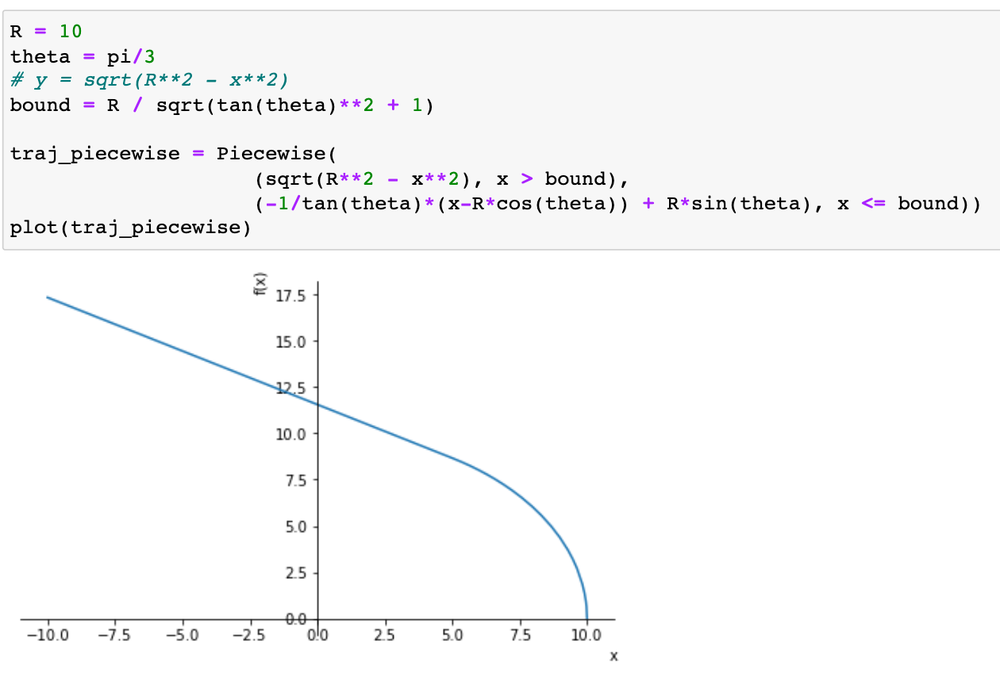 R = 10
theta = pi/3
# y = sqrt(R**2 - x**2)
bound = R / sqrt(tan(theta)**2 + 1)
traj_piecewise = Piecewise(
(sqrt(R**2 - x**2), x > bound),
(-1/tan(theta)*(x-R*cos(theta)) + R*sin(theta), x <= bound))
plot(traj_piecewise)
f(x)
17.5
15.0
12.5
10.0
7.5
5.0
2.5
0.0
−10.0 −7.5 −5.0 −2.5 0.0 2.5 5.0 7.5 10.0
x